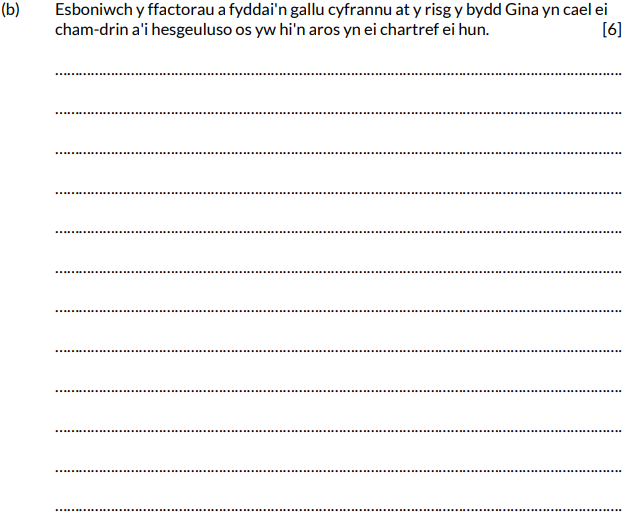 (b) Esboniwch y ffactorau a fyddai'n gallu cyfrannu at y risg y bydd Gina yn cael ei
cham-drin a'i hesgeuluso os yw hi'n aros yn ei chartref ei hun. [6]